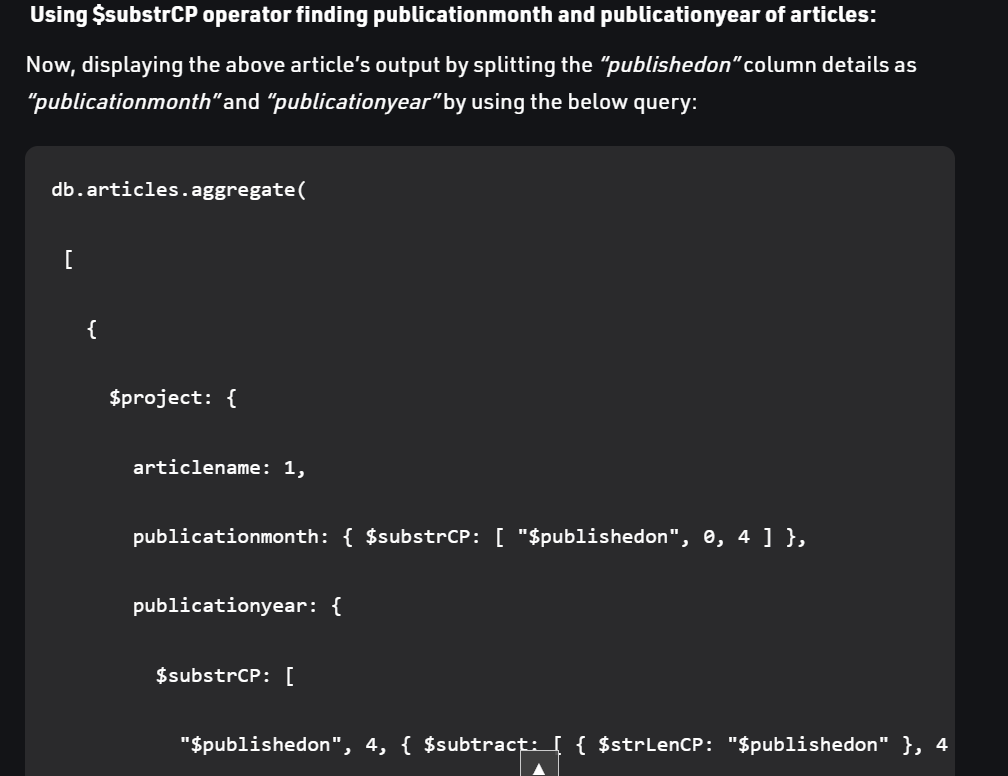 Using $substrCP operator finding publicationmonth and publicationyear of articles:
Now, displaying the above article's output by splitting the “publishedon” column details as
“publicationmonth” and “publicationyear” by using the below query:
db.articles.aggregate(
[
{
$project: {
articlename: 1,
publicationmonth: { $substrCP: [ "$publishedon", 0, 4 ] },
publicationyear: {
$substrCP: [
"$publishedon", 4, { $subtract: [ { $strLenCP: "$publishedon" }, 4